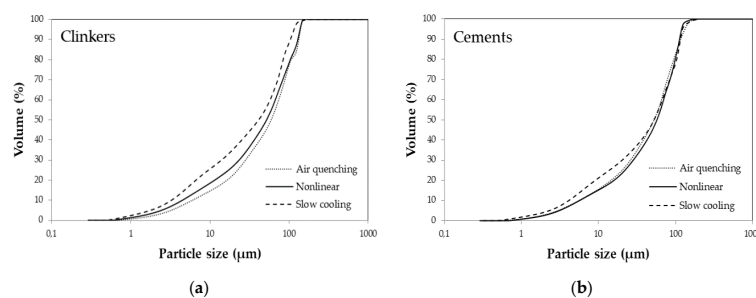 Clinkers
Volume (%)
100
90
80
70
60
50
40
30
20
10
0
Air quenching
Nonlinear
Slow cooling
0,1
1
10
100
1000
Particle size (μm)
(a)
Cements
Volume (%)
100
90
80
70
60
50
40
30
20
10
0
Air quenching
Nonlinear
Slow cooling
0,1
1
10
100
1000
Particle size (μm)
(b)